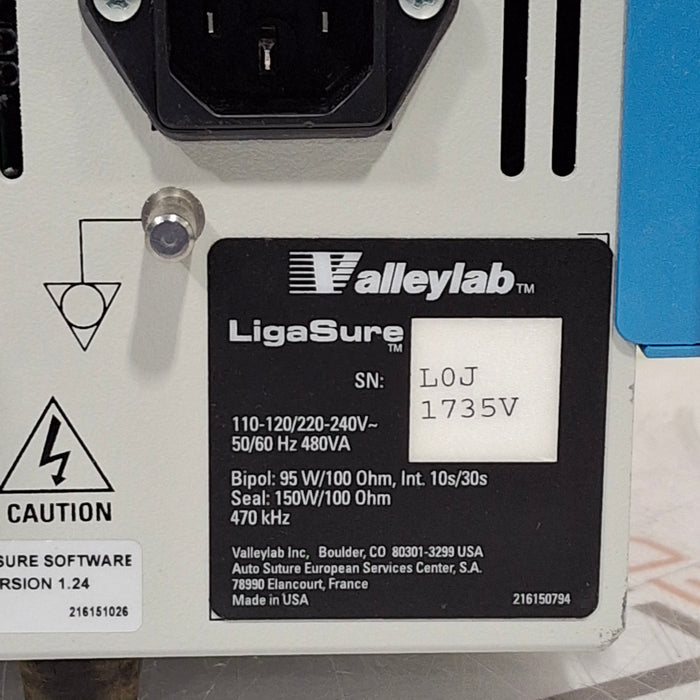 Valleylab™
LigaSure™
SN:
L0J
1735V
110-120/220-240V~
50/60 Hz 480VA
Bipol: 95 W/100 Ohm, Int. 10s/30s
Seal: 150W/100 Ohm
470 kHz
Valleylab Inc, Boulder, CO 80301-3299 USA
Auto Suture European Services Center, S.A.
78990 Elancourt, France
Made in USA
216150794
CAUTION
SURE SOFTWARE
RSION 1.24
216151026